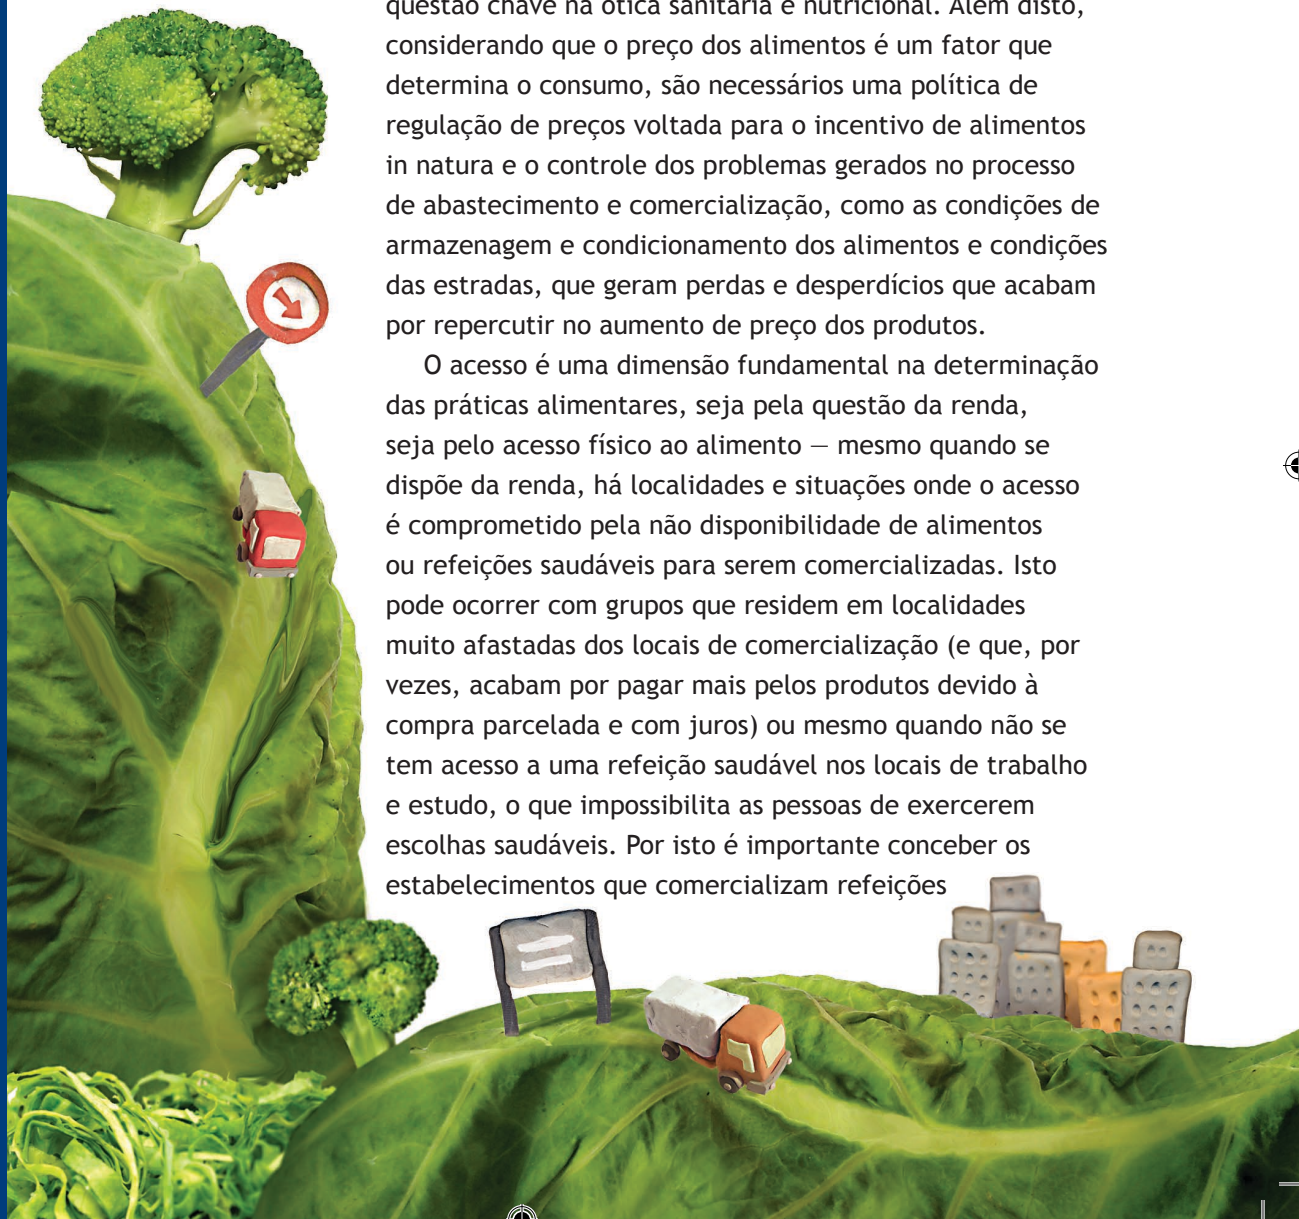 questão chave na ótica sanitária e nutricional. Além disto,
considerando que o preço dos alimentos é um fator que
determina o consumo, são necessários uma política de
regulação de preços voltada para o incentivo de alimentos
in natura e o controle dos problemas gerados no processo
de abastecimento e comercialização, como as condições de
armazenagem e condicionamento dos alimentos e condições
das estradas, que geram perdas e desperdícios que acabam
por repercutir no aumento de preço dos produtos.
O acesso é uma dimensão fundamental na determinação
das práticas alimentares, seja pela questão da renda,
seja pelo acesso físico ao alimento — mesmo quando se
dispõe da renda, há localidades e situações onde o acesso
é comprometido pela não disponibilidade de alimentos
ou refeições saudáveis para serem comercializadas. Isto
pode ocorrer com grupos que residem em localidades
muito afastadas dos locais de comercialização (e que, por
vezes, acabam por pagar mais pelos produtos devido à
compra parcelada e com juros) ou mesmo quando não se
tem acesso a uma refeição saudável nos locais de trabalho
e estudo, o que impossibilita as pessoas de exercerem
escolhas saudáveis. Por isto é importante conceber os
estabelecimentos que comercializam refeições